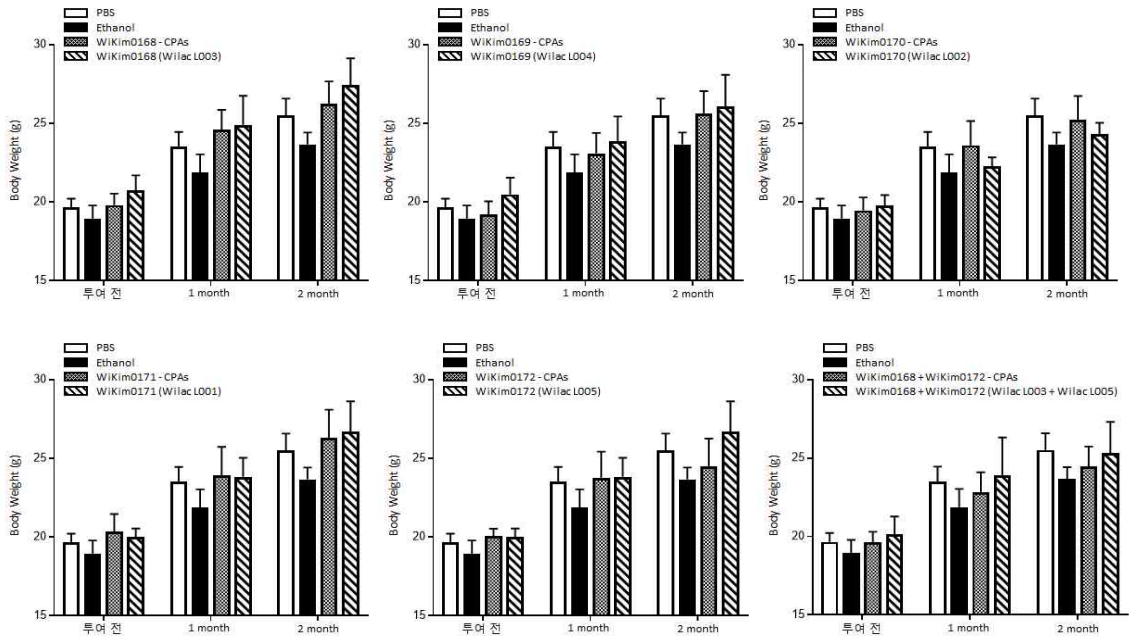 PBS
Ethanol
WiKim0168 - CPAs
WiKim0168 (Wilac L003)
30
25
20
15
Body Weight (g)
투여 전
1 month
2 month
PBS
Ethanol
WiKim0169 - CPAs
WiKim0169 (Wilac L004)
30
25
20
15
Body Weight (g)
투여 전
1 month
2 month
PBS
Ethanol
WiKim0170 - CPAs
WiKim0170 (Wilac L002)
30
25
20
15
Body Weight (g)
투여 전
1 month
2 month
PBS
Ethanol
WiKim0171 - CPAs
WiKim0171 (Wilac L001)
30
25
20
15
Body Weight (g)
투여 전
1 month
2 month
PBS
Ethanol
WiKim0172 - CPAs
WiKim0172 (Wilac L005)
30
25
20
15
Body Weight (g)
투여 전
1 month
2 month
PBS
Ethanol
WiKim0168 + WiKim0172 - CPAs
WiKim0168 + WiKim0172 (Wilac L003 + Wilac L005)
30
25
20
15
Body Weight (g)
투여 전
1 month
2 month